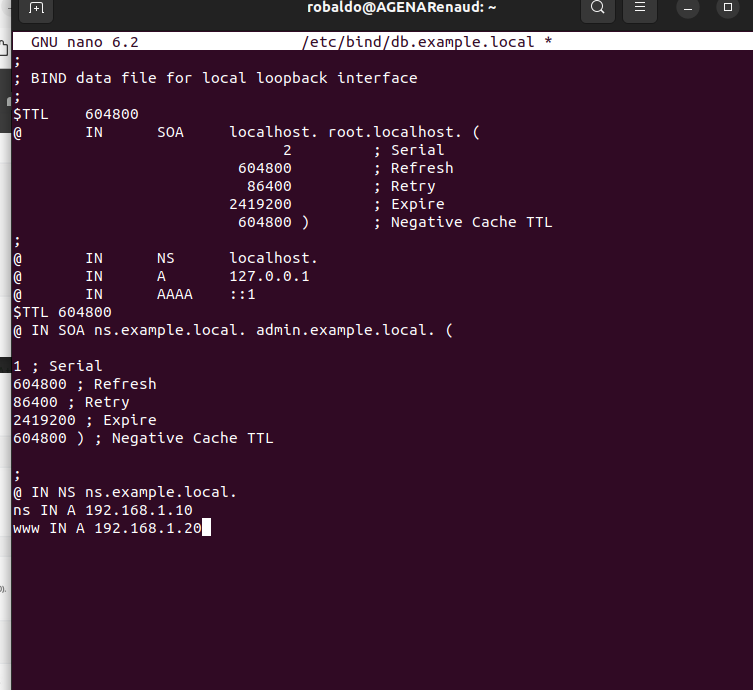 robaldo@AGENARenaud: ~
GNU nano 6.2 /etc/bind/db.example.local *
;
; BIND data file for local loopback interface
;
$TTL 604800
@ IN SOA localhost. root.localhost. (
2 ; Serial
604800 ; Refresh
86400 ; Retry
2419200 ; Expire
604800 ) ; Negative Cache TTL
;
@ IN NS localhost.
@ IN A 127.0.0.1
@ IN AAAA ::1
$TTL 604800
@ IN SOA ns.example.local. admin.example.local. (
1 ; Serial
604800 ; Refresh
86400 ; Retry
2419200 ; Expire
604800 ) ; Negative Cache TTL
;
@ IN NS ns.example.local.
ns IN A 192.168.1.10
www IN A 192.168.1.20